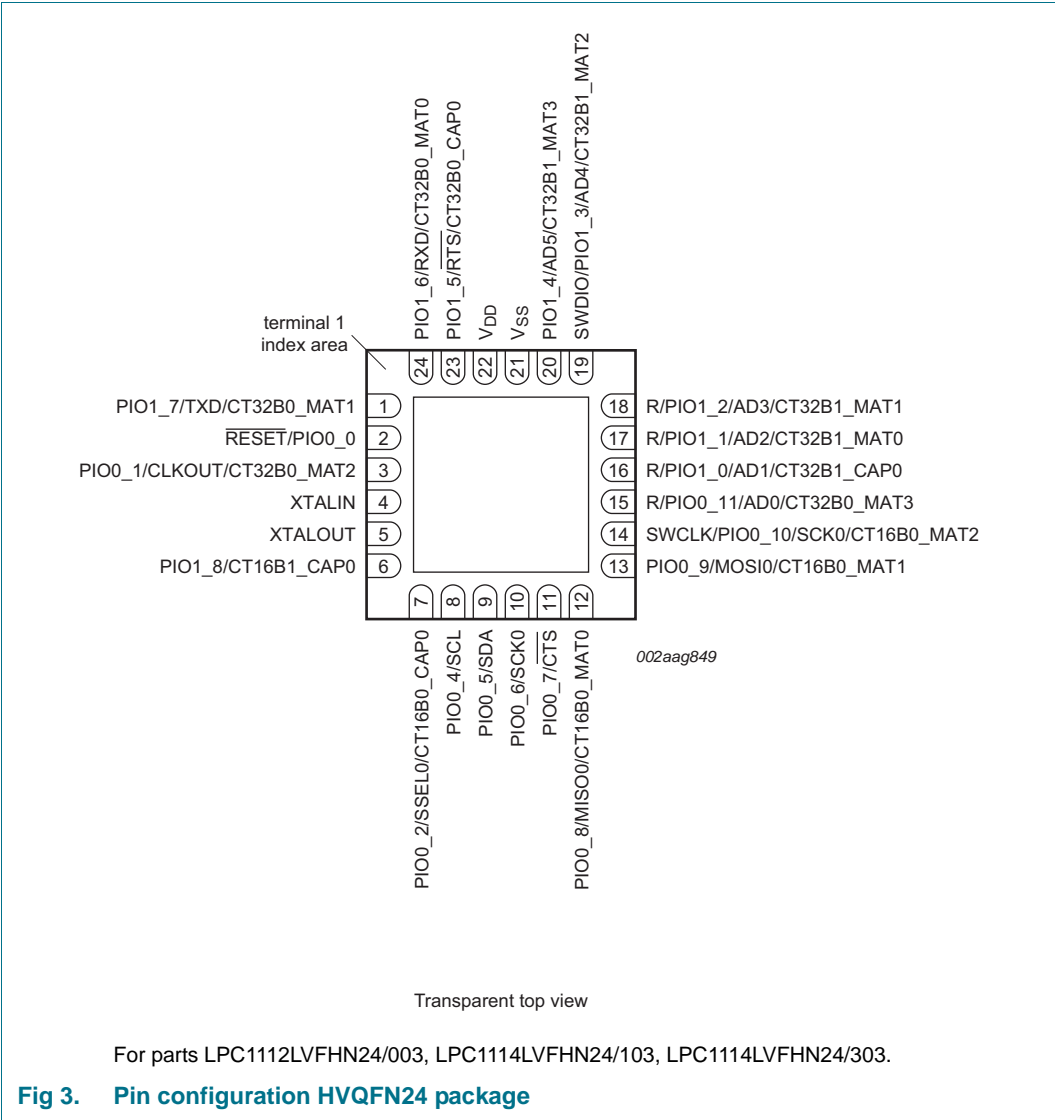 PIO1_6/RXD/CT32B0_MAT0
PIO1_5/RTS/CT32B0_CAP0
VDD
VSS
PIO1_4/AD5/CT32B1_MAT3
SWDIO/PIO1_3/AD4/CT32B1_MAT2
terminal 1
index area
24
23
22
21
20
19
PIO1_7/TXD/CT32B0_MAT1
1
18
R/PIO1_2/AD3/CT32B1_MAT1
RESET/PIO0_0
2
17
R/PIO1_1/AD2/CT32B1_MAT0
PIO0_1/CLKOUT/CT32B0_MAT2
3
16
R/PIO1_0/AD1/CT32B1_CAP0
XTALIN
4
15
R/PIO0_11/AD0/CT32B0_MAT3
XTALOUT
5
14
SWCLK/PIO0_10/SCK0/CT16B0_MAT2
PIO1_8/CT16B1_CAP0
6
13
PIO0_9/MOSI0/CT16B0_MAT1
7
8
9
10
11
12
PIO0_2/SSEL0/CT16B0_CAP0
PIO0_4/SCL
PIO0_5/SDA
PIO0_6/SCK0
PIO0_7/CTS
PIO0_8/MISO0/CT16B0_MAT0
002aag849
Transparent top view
For parts LPC1112LVFHN24/003, LPC1114LVFHN24/103, LPC1114LVFHN24/303.
Fig 3. Pin configuration HVQFN24 package